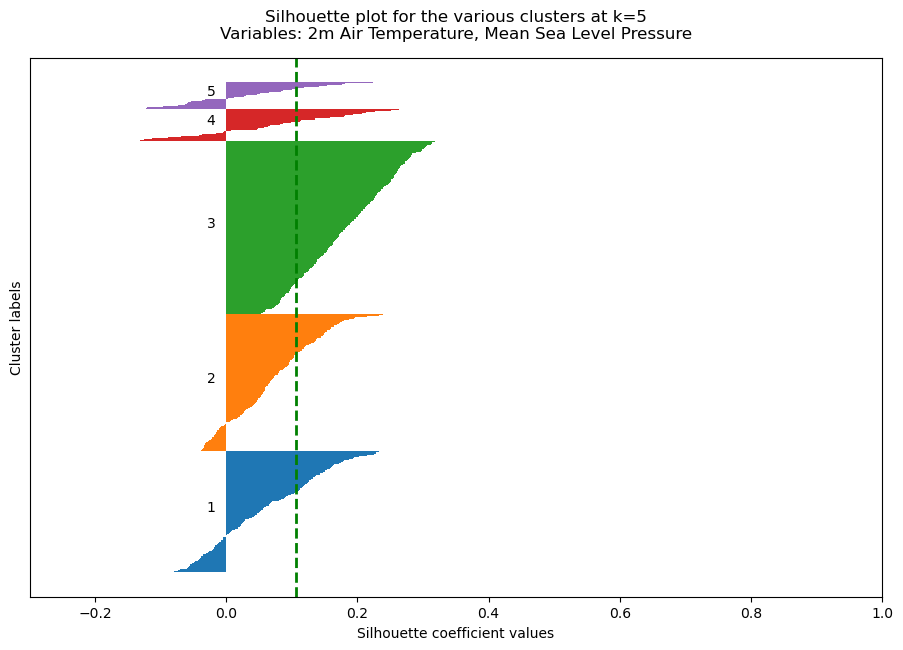 Silhouette plot for the various clusters at k=5
Variables: 2m Air Temperature, Mean Sea Level Pressure
5
4
3
2
1
Cluster labels
−0.2 0.0 0.2 0.4 0.6 0.8 1.0
Silhouette coefficient values